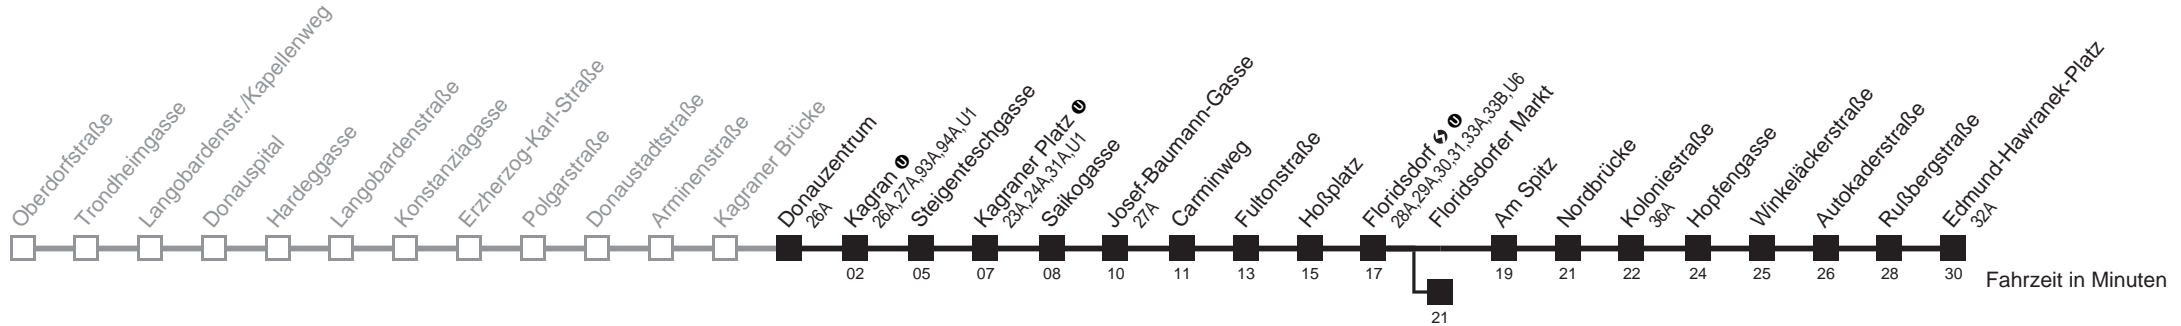 Oberdorfstraße
Trondheimgasse
Langobardenstr./Kapellenweg
Donauspital
Hardeggasse
Langobardenstraße
Konstanziagasse
Erzherzog-Karl-Straße
Polgarstraße
Donaustadtstraße
Arminenstraße
Kagraner Brücke
Donauzentrum
26A
Kagran U
26A,27A,93A,94A,U1
Steigenteschgasse
Kagraner Platz U
23A,24A,31A,U1
Saikogasse
Josef-Baumann-Gasse
27A
Carminweg
Fultonstraße
Hoßplatz
Floridsdorf S U
28A,29A,30,31,33A,33B,U6
Floridsdorfer Markt
Am Spitz
Nordbrücke
Koloniestraße
36A
Hopfengasse
Winkeläckerstraße
Autokaderstraße
Rußbergstraße
Edmund-Hawranek-Platz
32A
02 05 07 08 10 11 13 15 17 19 21 22 24 25 26 28 30
Fahrzeit in Minuten
21